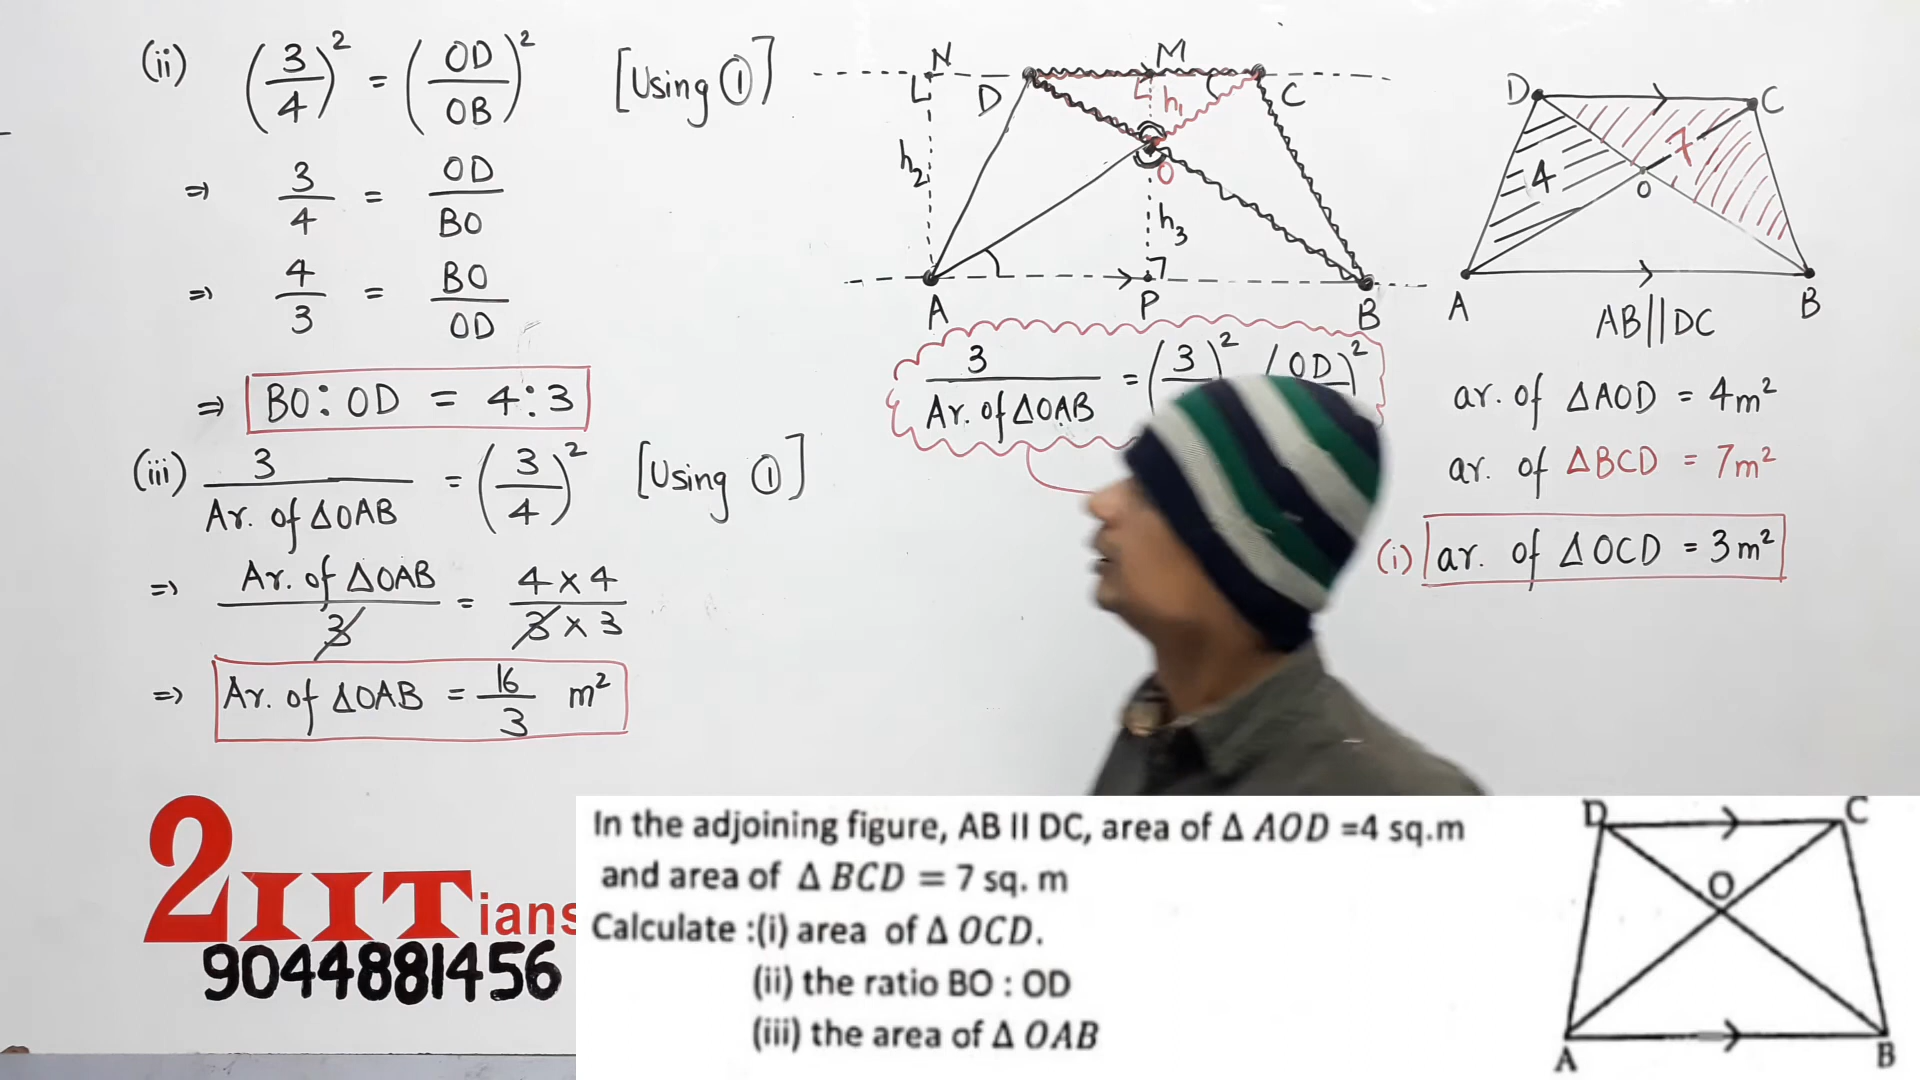 (ii) (3/4)² = (OD/OB)² [Using ①]
⇒ 3/4 = OD/BO
⇒ 4/3 = BO/OD
⇒ BO : OD = 4 : 3
(iii) 3/Ar. of ΔOAB = (3/4)² [Using ①]
⇒ Ar. of ΔOAB/3 = 4 × 4/3 × 3
⇒ Ar. of ΔOAB = 16/3 m²
N M
D C
h₁
h₂
O
h₃
A P B
3/Ar. of ΔOAB = (3/ )² (OD/ )²
D C
4 7
O
A B
AB || DC
ar. of ΔAOD = 4m²
ar. of ΔBCD = 7m²
(i) ar. of ΔOCD = 3m²
2IITians
9044881456
In the adjoining figure, AB II DC, area of Δ AOD =4 sq.m
and area of Δ BCD = 7 sq. m
Calculate :(i) area of Δ OCD.
(ii) the ratio BO : OD
(iii) the area of Δ OAB
D C
O
A B